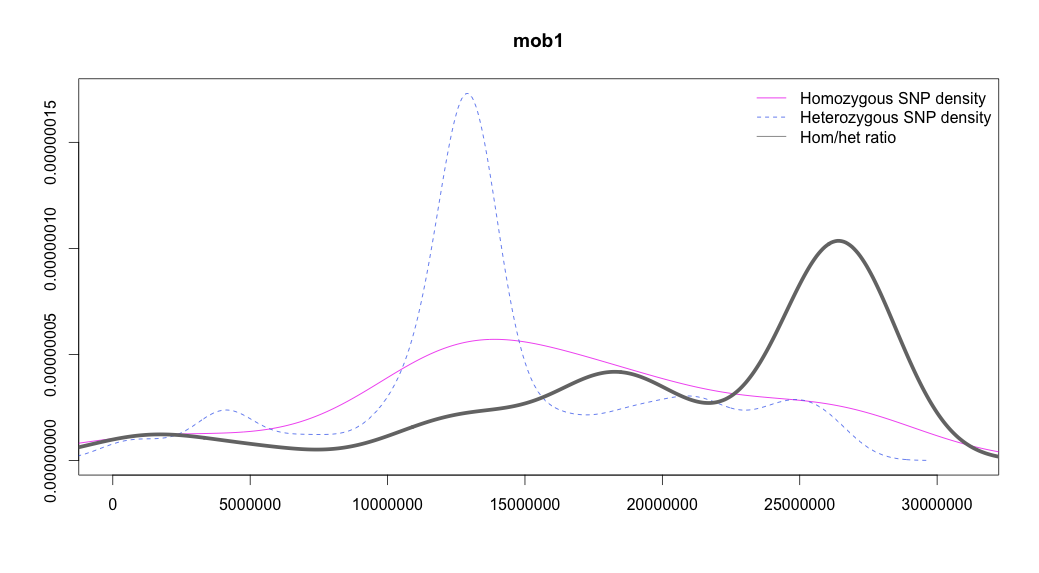 mob1
Homozygous SNP density
Heterozygous SNP density
Hom/het ratio
0.00000015
0.00000010
0.00000005
0.00000000
0 5000000 10000000 15000000 20000000 25000000 30000000